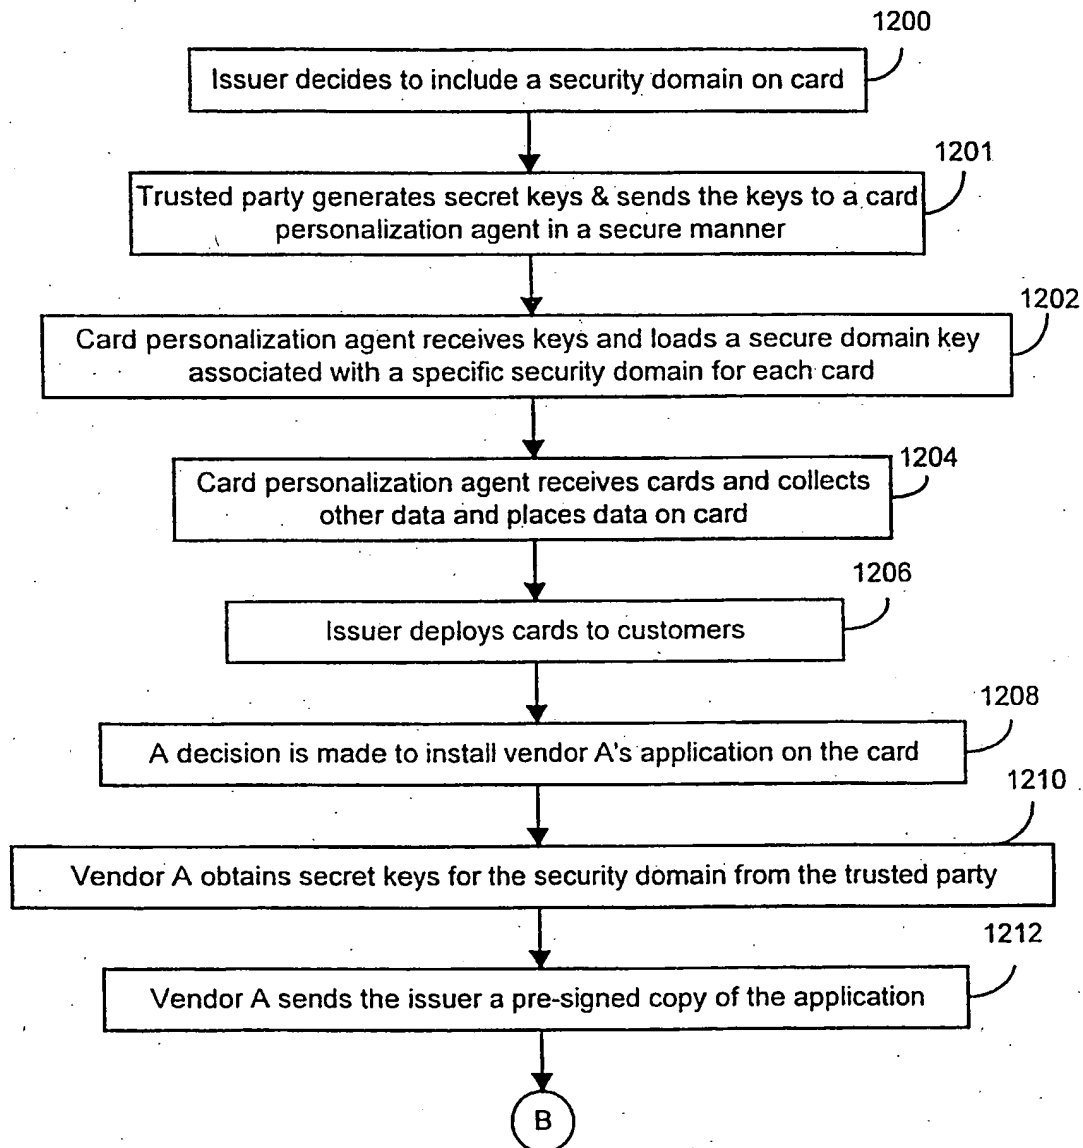 1200
Issuer decides to include a security domain on card
1201
Trusted party generates secret keys & sends the keys to a card
personalization agent in a secure manner
1202
Card personalization agent receives keys and loads a secure domain key
associated with a specific security domain for each card
1204
Card personalization agent receives cards and collects
other data and places data on card
1206
Issuer deploys cards to customers
1208
A decision is made to install vendor A's application on the card
1210
Vendor A obtains secret keys for the security domain from the trusted party
1212
Vendor A sends the issuer a pre-signed copy of the application
B